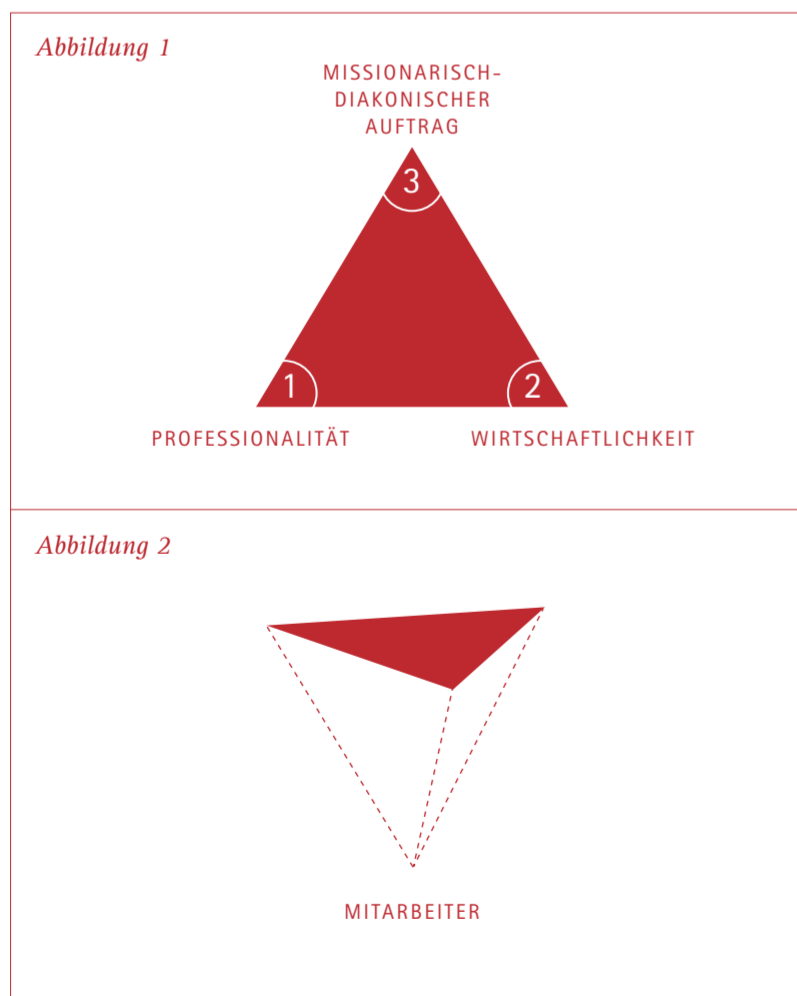 Abbildung 1
MISSIONARISCH-
DIAKONISCHER
AUFTRAG
3
1
2
PROFESSIONALITÄT
WIRTSCHAFTLICHKEIT
Abbildung 2
MITARBEITER